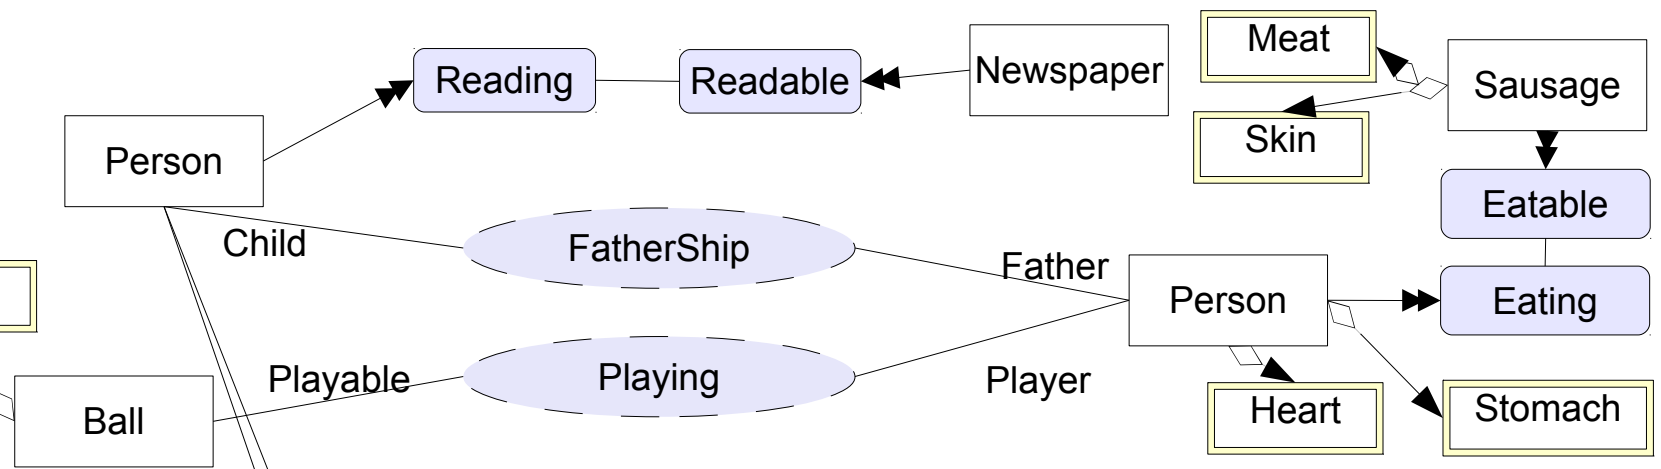 Reading
Readable
Newspaper
Meat
Sausage
Skin
Person
Eatable
Child
FatherShip
Father
Person
Eating
Playable
Playing
Player
Ball
Heart
Stomach